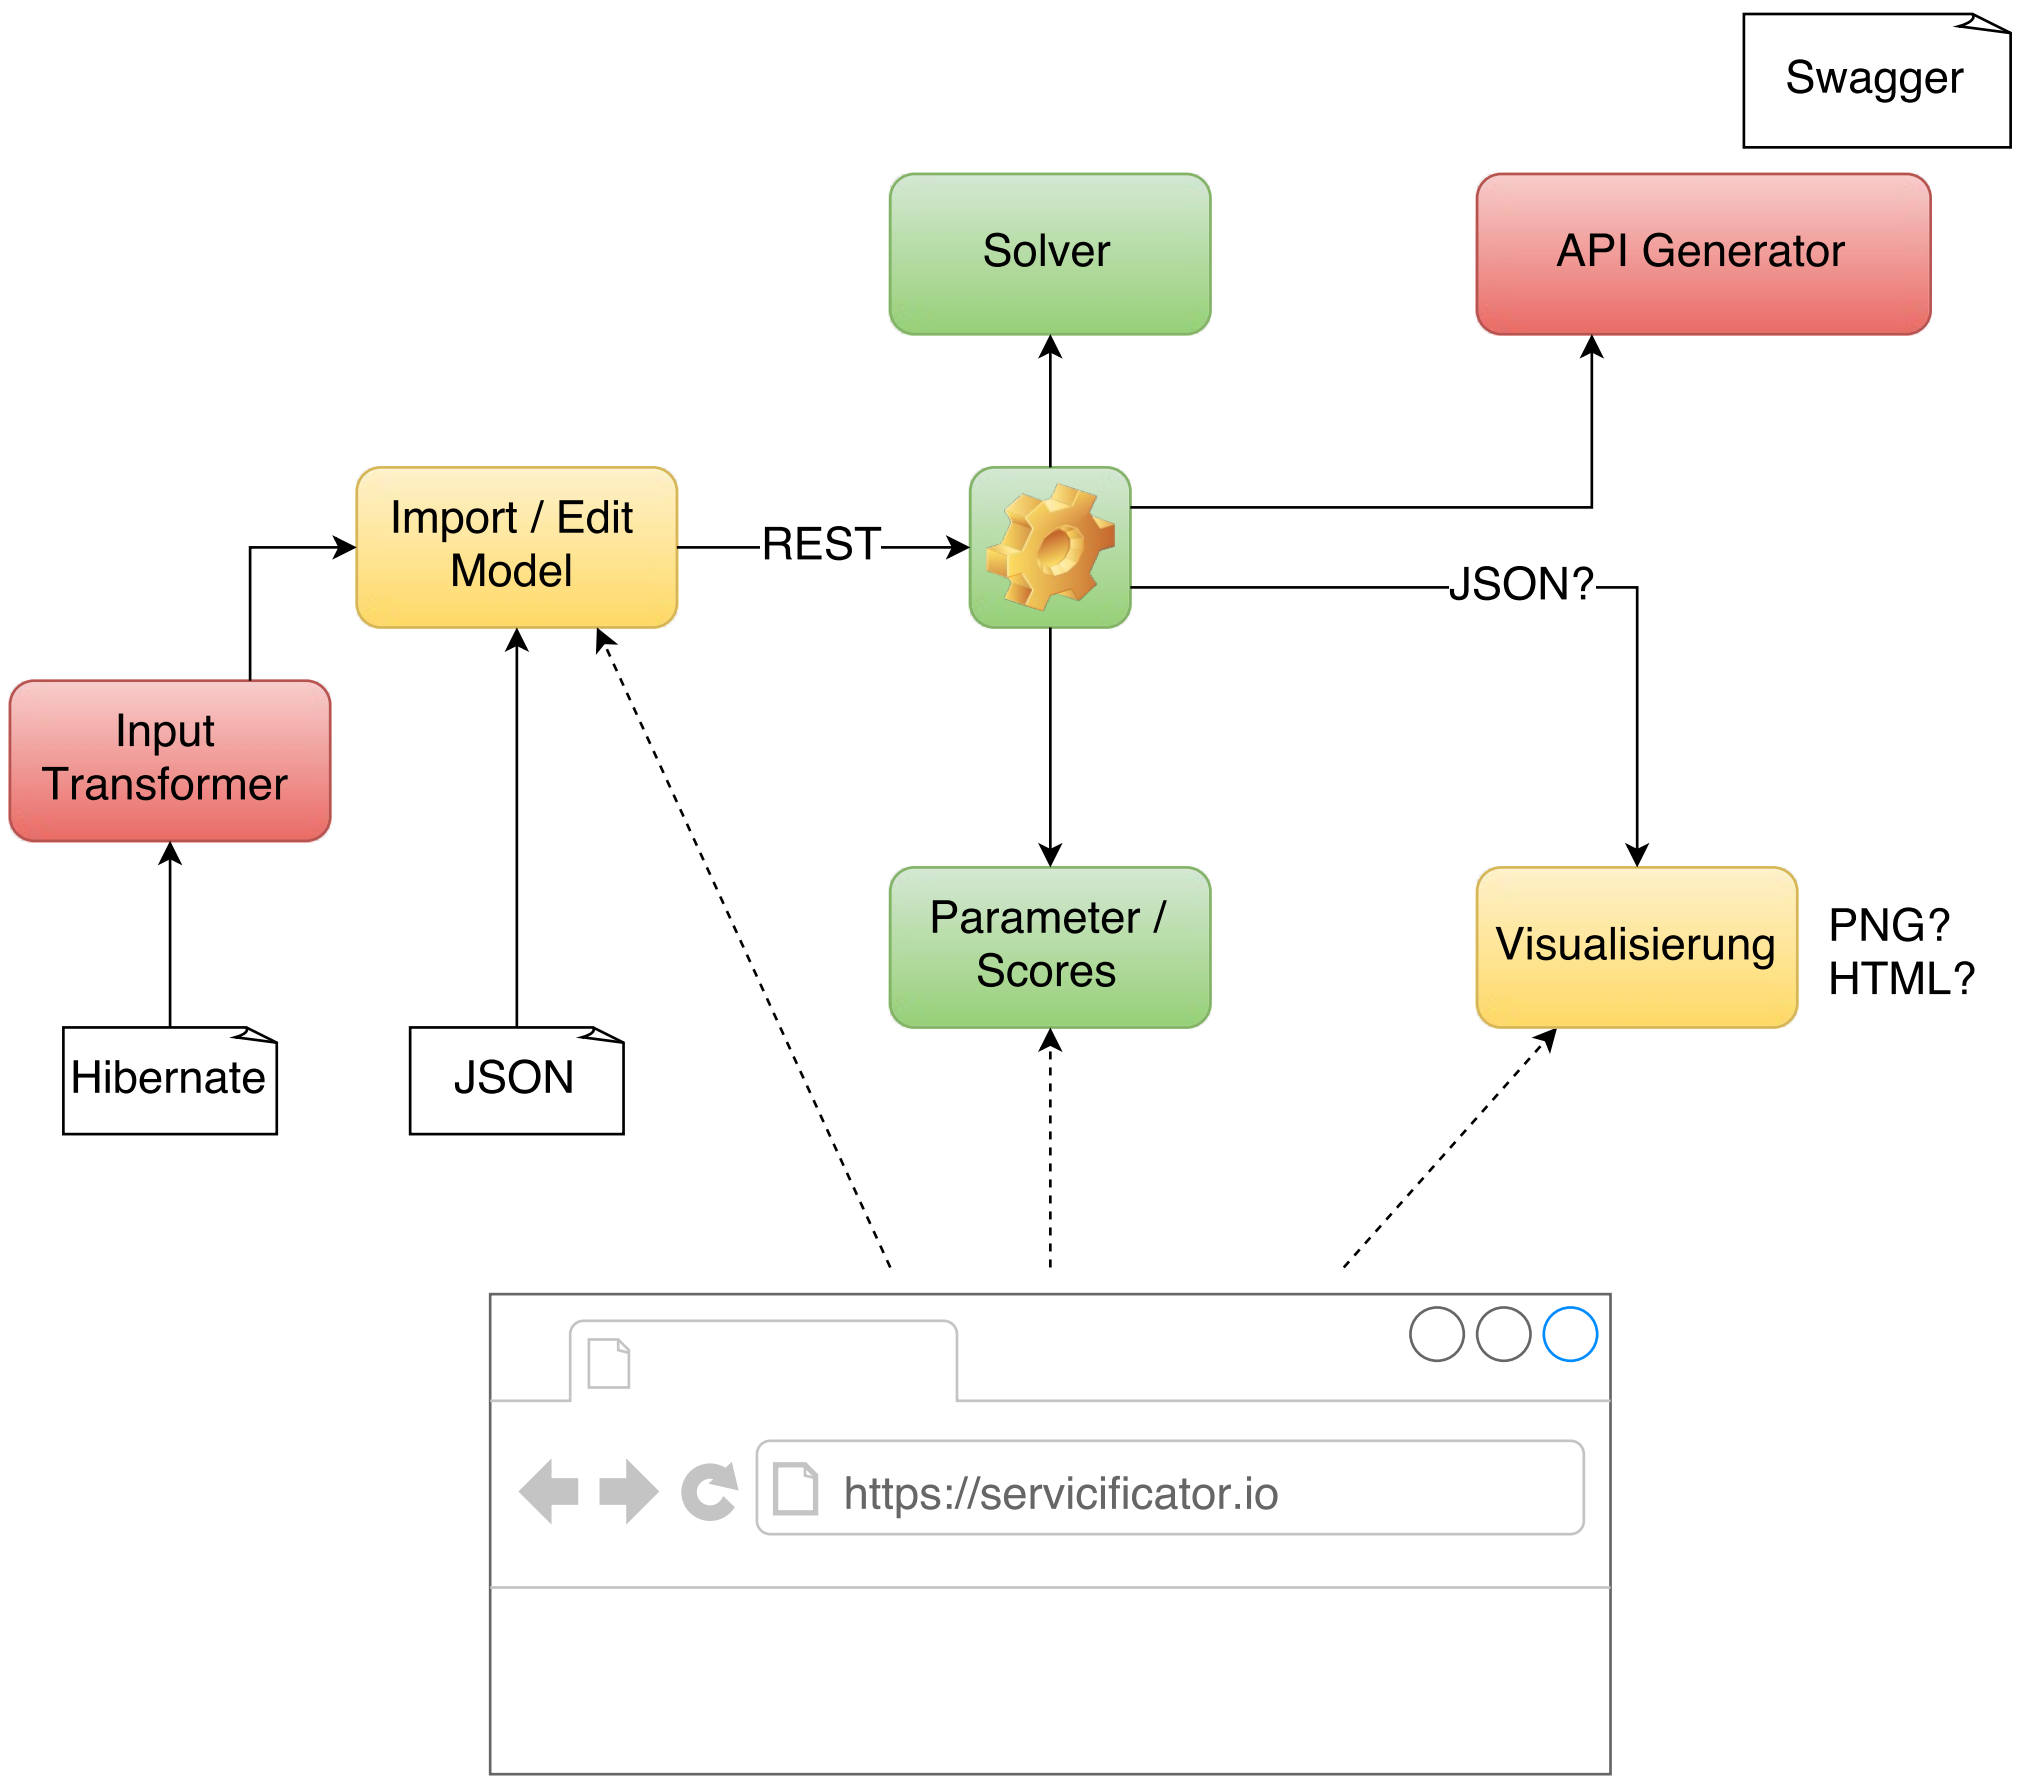 Swagger
Solver
API Generator
Import / Edit
Model
REST
JSON?
Input
Transformer
Parameter /
Scores
Visualisierung
PNG?
HTML?
Hibernate
JSON
https://servicificator.io